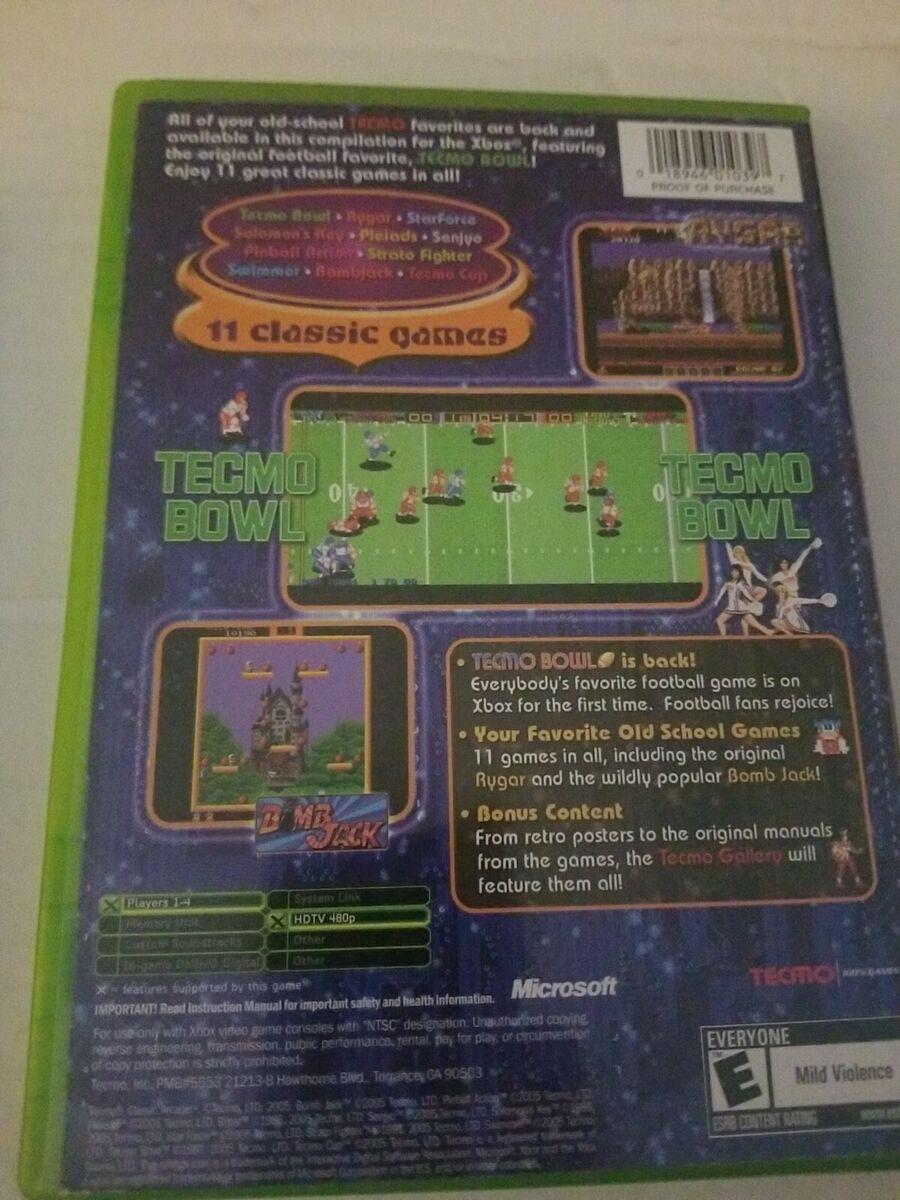 All of your old-school TECMO favorites are back and
available in this compilation for the Xbox®, featuring
the original football favorite, TECMO BOWL!
Enjoy 11 great classic games in all!
0 18946 01039 7
PROOF OF PURCHASE
Tecmo Bowl • Rygar • StarForce
Solomon's Key • Pleiads • Senjyo
Pinball Action • Strato Fighter
Swimmer • Bombjack • Tecmo Cup
11 classic games
RYGAR
ROUND 02
TECMO
BOWL
TECMO
BOWL
10190
BOMB
JACK
• TECMO BOWL is back!
Everybody's favorite football game is on
Xbox for the first time. Football fans rejoice!
• Your Favorite Old School Games
11 games in all, including the original
Rygar and the wildly popular Bomb Jack!
• Bonus Content
From retro posters to the original manuals
from the games, the Tecmo Gallery will
feature them all!
X Players 1-4
Memory Unit
Custom Soundtracks
In-game Dolby® Digital
System Link
X HDTV 480p
Other
Other
X = features supported by this game
IMPORTANT! Read Instruction Manual for important safety and health information.
Microsoft
TECMO
For use only with Xbox video game consoles with "NTSC" designation. Unauthorized copying,
reverse engineering, transmission, public performance, rental, pay for play, or circumvention
of copy protection is strictly prohibited.
Tecmo, Inc. PMB#5553 21213-B Hawthorne Blvd., Torrance, CA 90503
EVERYONE
E
Mild Violence
ESRB CONTENT RATING